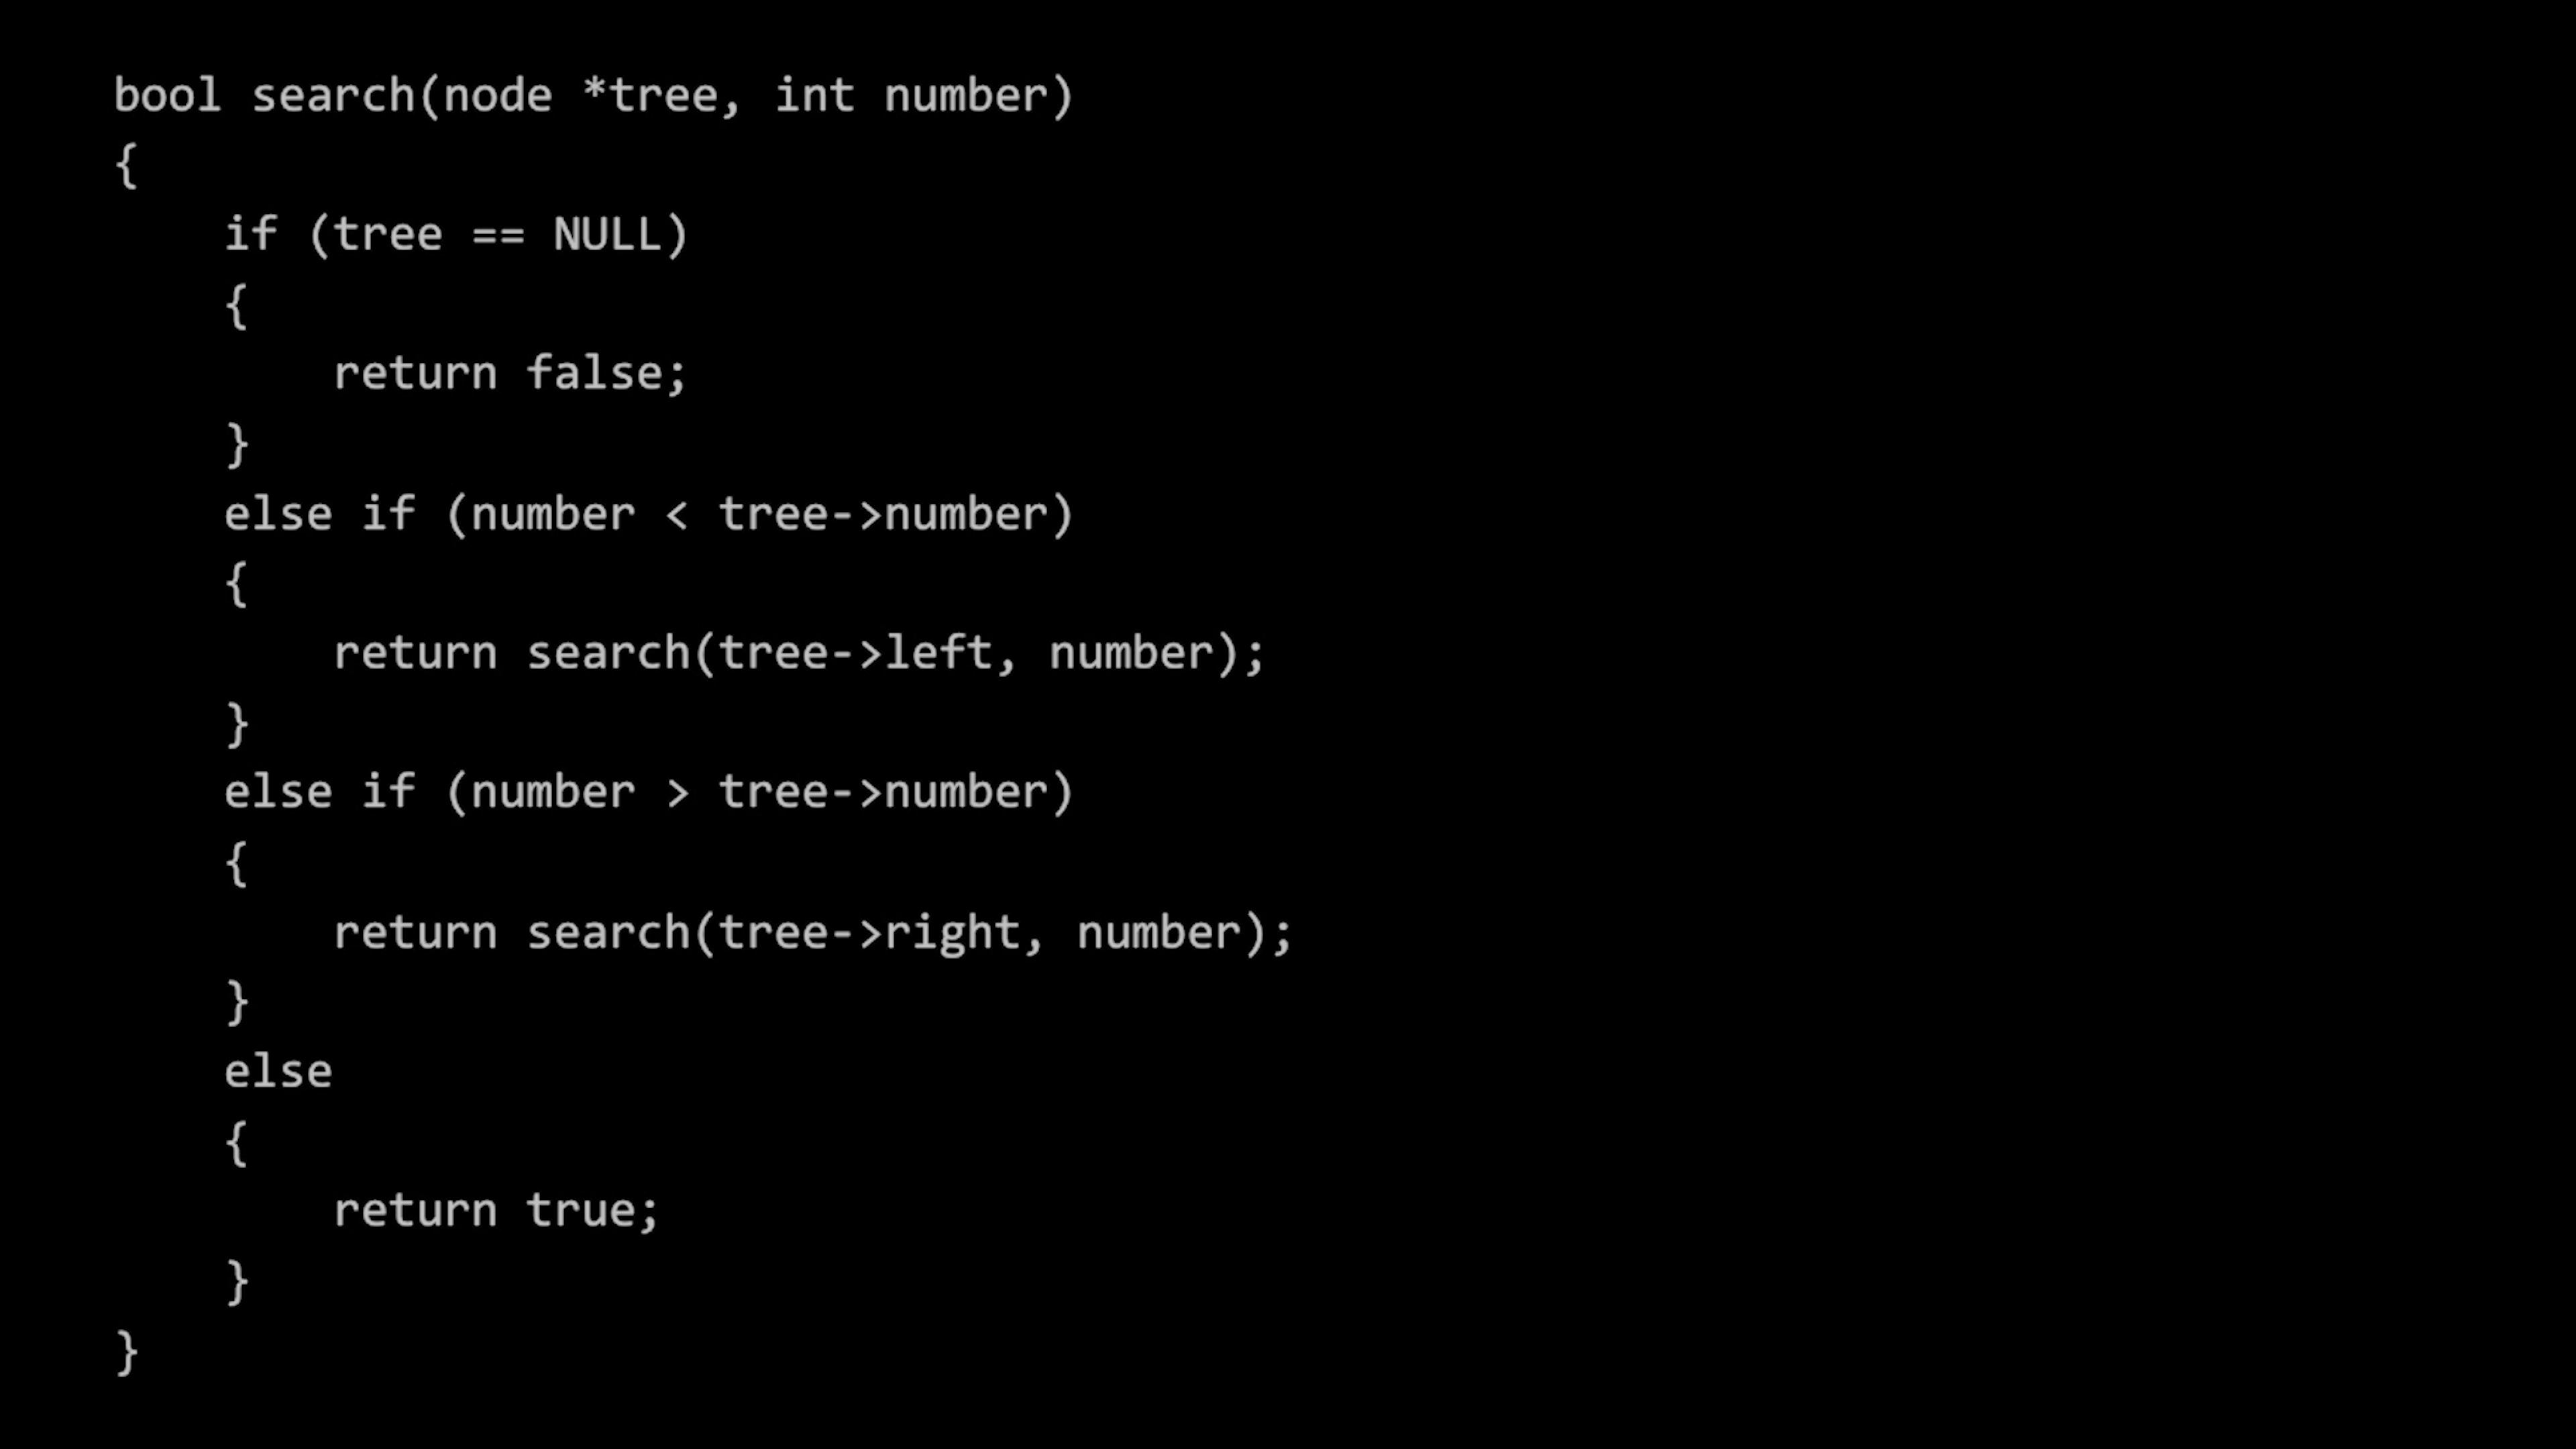 bool search(node *tree, int number)
{
    if (tree == NULL)
    {
        return false;
    }
    else if (number < tree->number)
    {
        return search(tree->left, number);
    }
    else if (number > tree->number)
    {
        return search(tree->right, number);
    }
    else
    {
        return true;
    }
}